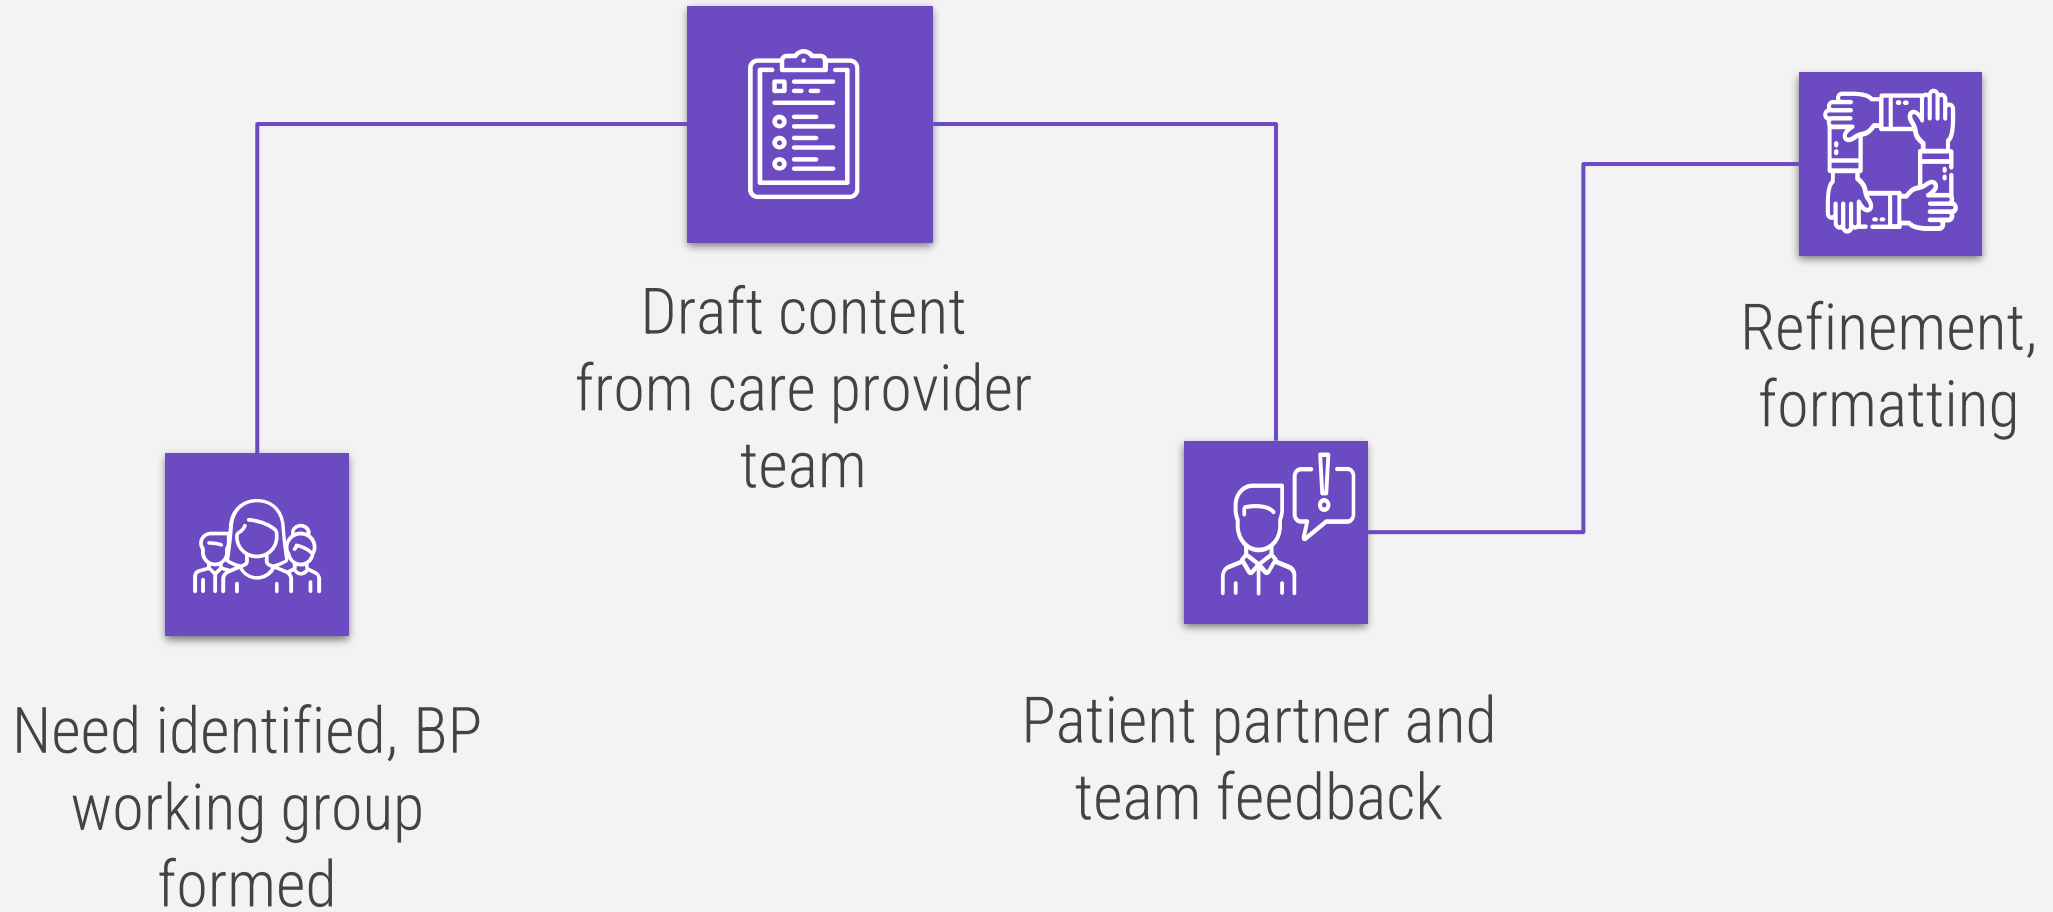 Need identified, BP
working group
formed
Draft content
from care provider
team
Patient partner and
team feedback
Refinement,
formatting